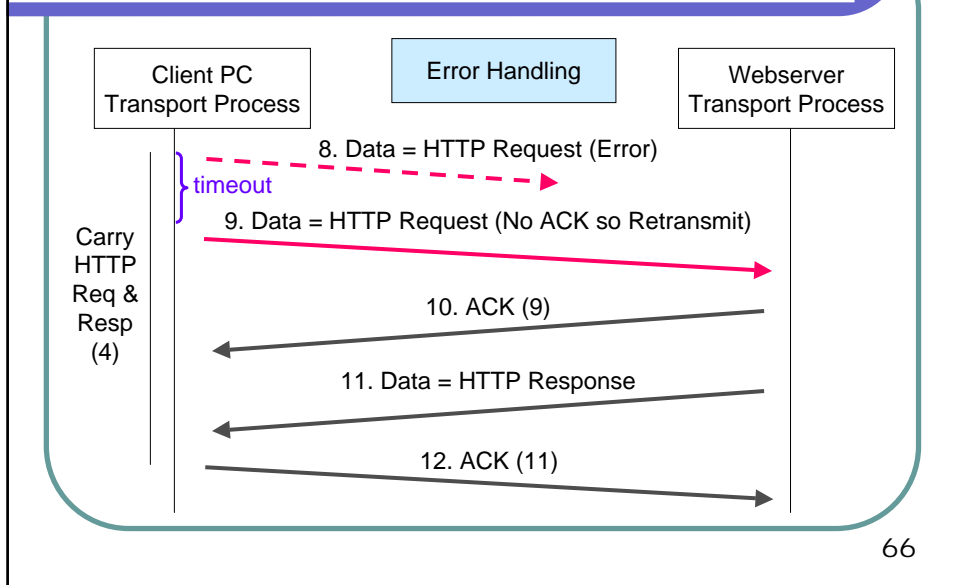 Client PC
Transport Process
Error Handling
Webserver
Transport Process
8. Data = HTTP Request (Error)
timeout
9. Data = HTTP Request (No ACK so Retransmit)
Carry
HTTP
Req &
Resp
(4)
10. ACK (9)
11. Data = HTTP Response
12. ACK (11)
66